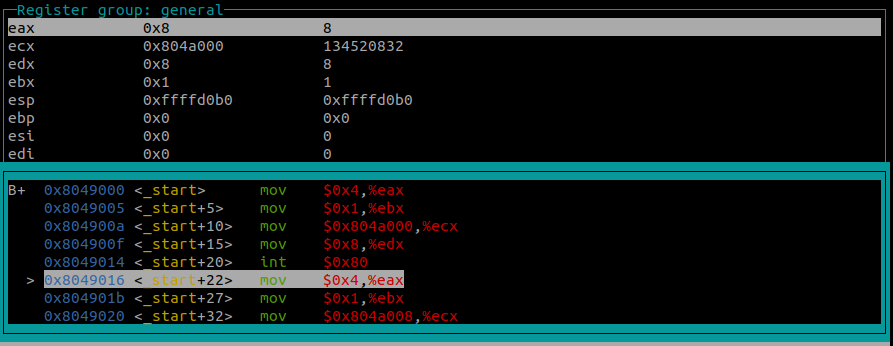 Register group: general
eax 0x8 8
ecx 0x804a000 134520832
edx 0x8 8
ebx 0x1 1
esp 0xffffd0b0 0xffffd0b0
ebp 0x0 0x0
esi 0x0 0
edi 0x0 0
B+ 0x8049000 <_start> mov $0x4,%eax
0x8049005 <_start+5> mov $0x1,%ebx
0x804900a <_start+10> mov $0x804a000,%ecx
0x804900f <_start+15> mov $0x8,%edx
0x8049014 <_start+20> int $0x80
> 0x8049016 <_start+22> mov $0x4,%eax
0x804901b <_start+27> mov $0x1,%ebx
0x8049020 <_start+32> mov $0x804a008,%ecx